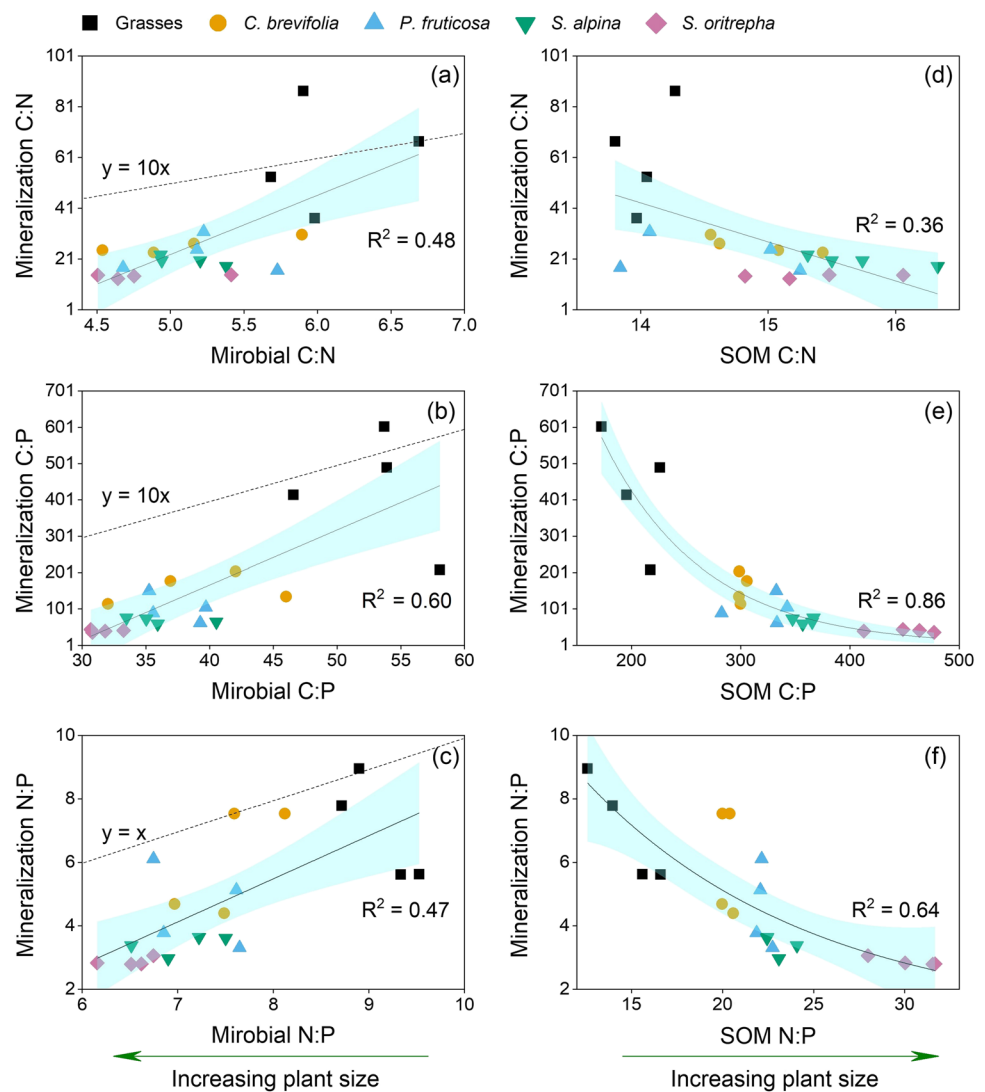 Grasses C. brevifolia P. fruticosa S. alpina S. oritrepha
(a)
Mineralization C:N
101
81
61
41
21
1
y = 10x
R² = 0.48
4.5 5.0 5.5 6.0 6.5 7.0
Mirobial C:N
(d)
Mineralization C:N
101
81
61
41
21
1
R² = 0.36
14 15 16
SOM C:N
(b)
Mineralization C:P
701
601
501
401
301
201
101
1
y = 10x
R² = 0.60
30 35 40 45 50 55 60
Mirobial C:P
(e)
Mineralization C:P
701
601
501
401
301
201
101
1
R² = 0.86
200 300 400 500
SOM C:P
(c)
Mineralization N:P
10
8
6
4
2
y = x
R² = 0.47
6 7 8 9 10
Mirobial N:P
Increasing plant size
(f)
Mineralization N:P
10
8
6
4
2
R² = 0.64
15 20 25 30
SOM N:P
Increasing plant size